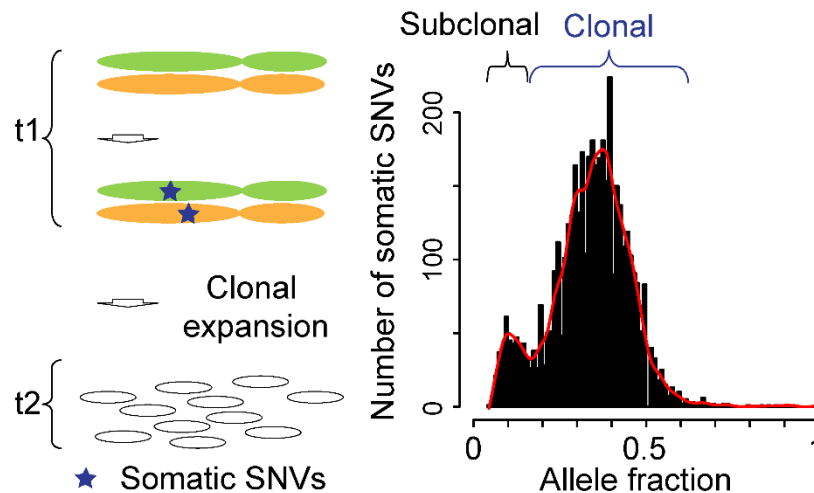 t1
Clonal
expansion
t2
Somatic SNVs
Subclonal Clonal
Number of somatic SNVs
200
100
0
0 0.5 1
Allele fraction